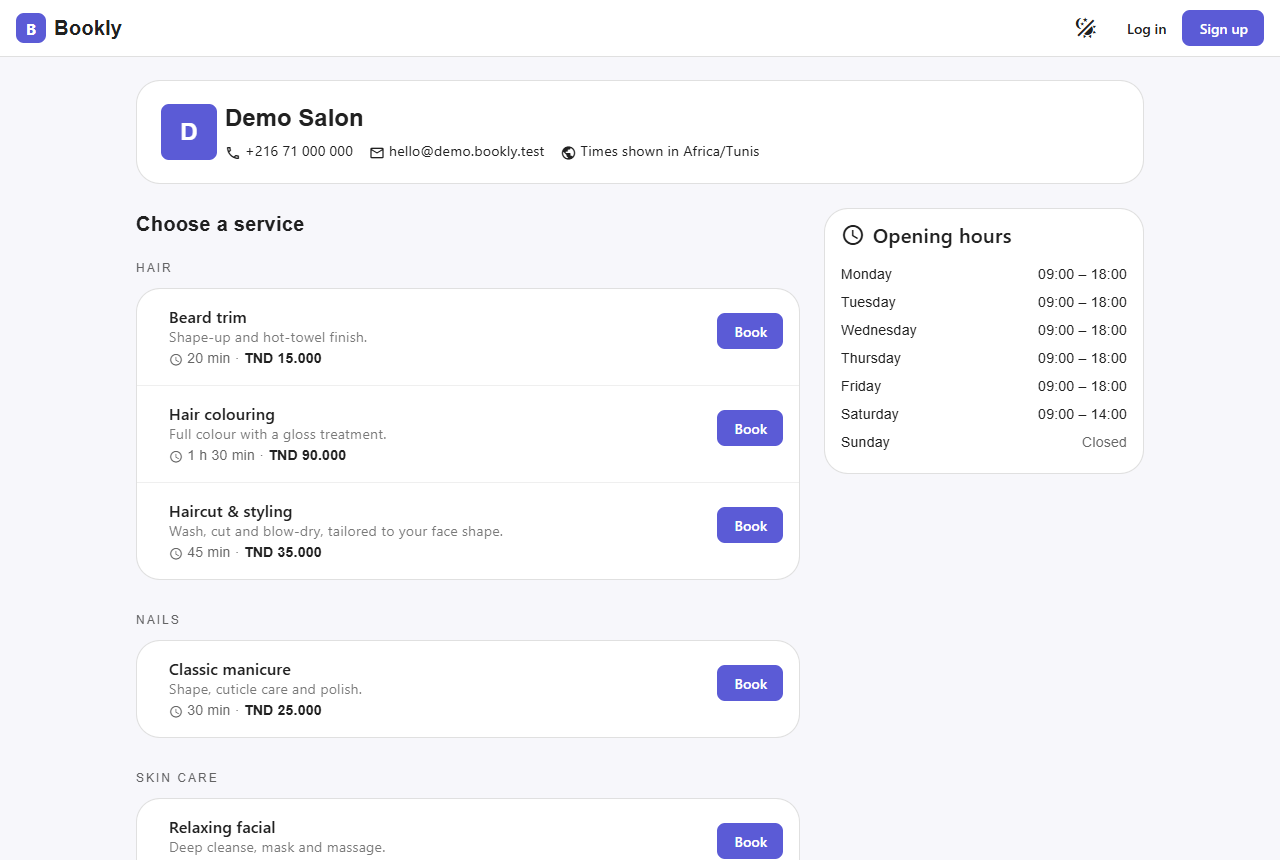 B Bookly
Log in
Sign up
D
Demo Salon
+216 71 000 000
hello@demo.bookly.test
Times shown in Africa/Tunis
Choose a service
HAIR
Beard trim
Shape-up and hot-towel finish.
20 min · TND 15.000
Book
Hair colouring
Full colour with a gloss treatment.
1 h 30 min · TND 90.000
Book
Haircut & styling
Wash, cut and blow-dry, tailored to your face shape.
45 min · TND 35.000
Book
NAILS
Classic manicure
Shape, cuticle care and polish.
30 min · TND 25.000
Book
SKIN CARE
Relaxing facial
Deep cleanse, mask and massage.
Book
Opening hours
Monday 09:00 – 18:00
Tuesday 09:00 – 18:00
Wednesday 09:00 – 18:00
Thursday 09:00 – 18:00
Friday 09:00 – 18:00
Saturday 09:00 – 14:00
Sunday Closed